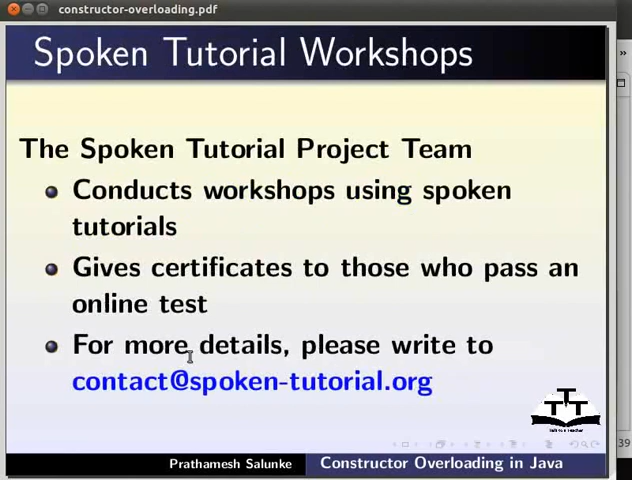 constructor-overloading.pdf
Spoken Tutorial Workshops
The Spoken Tutorial Project Team
Conducts workshops using spoken
tutorials
Gives certificates to those who pass an
online test
For more details, please write to
contact@spoken-tutorial.org
Prathamesh Salunke
Constructor Overloading in Java
39